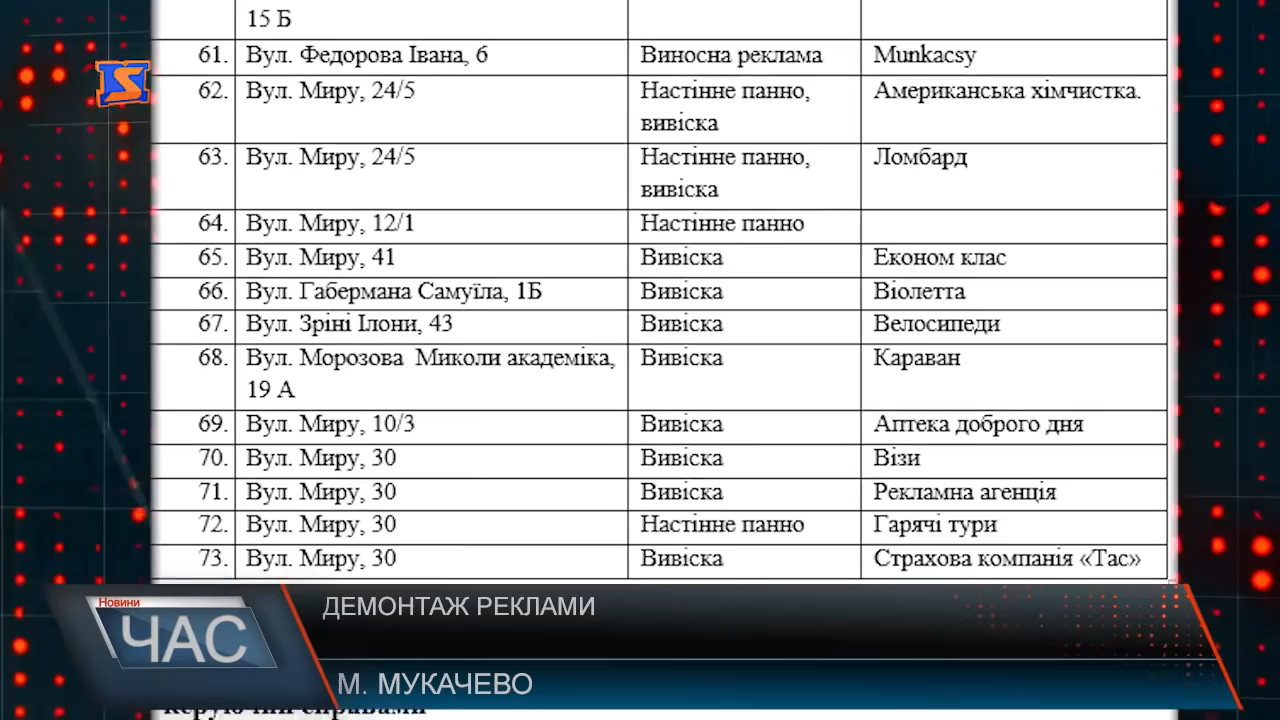 15 Б
61. Вул. Федорова Івана, 6 Виносна реклама Munkacsy
62. Вул. Миру, 24/5 Настінне панно, Американська хімчистка.
вивіска
63. Вул. Миру, 24/5 Настінне панно, Ломбард
вивіска
64. Вул. Миру, 12/1 Настінне панно
65. Вул. Миру, 41 Вивіска Економ клас
66. Вул. Габермана Самуїла, 1Б Вивіска Віолетта
67. Вул. Зріні Ілони, 43 Вивіска Велосипеди
68. Вул. Морозова Миколи академіка, Вивіска Караван
19 А
69. Вул. Миру, 10/3 Вивіска Аптека доброго дня
70. Вул. Миру, 30 Вивіска Візи
71. Вул. Миру, 30 Вивіска Рекламна агенція
72. Вул. Миру, 30 Настінне панно Гарячі тури
73. Вул. Миру, 30 Вивіска Страхова компанія «Тас»
Новини
ЧАС
ДЕМОНТАЖ РЕКЛАМИ
М. МУКАЧЕВО